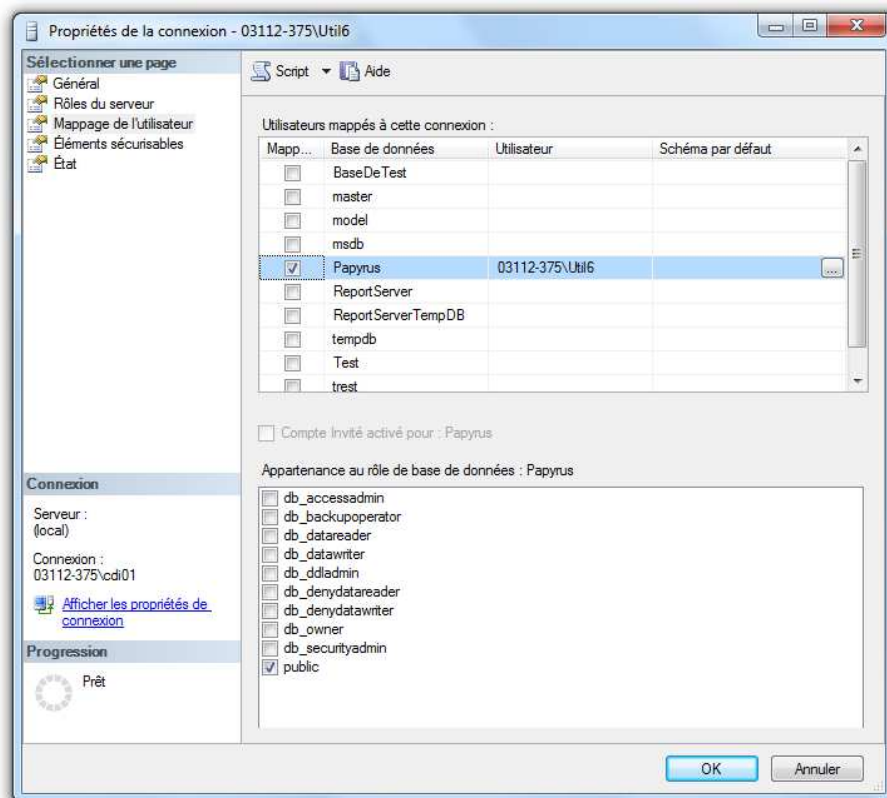 Propriétés de la connexion - 03112-375\Util6
Sélectionner une page
Général
Rôles du serveur
Mappage de l'utilisateur
Éléments sécurisables
État
Script Aide
Utilisateurs mappés à cette connexion :
Mapp... Base de données Utilisateur Schéma par défaut
BaseDeTest
master
model
msdb
Papyrus 03112-375\Util6 ...
ReportServer
ReportServerTempDB
tempdb
Test
trest
Compte Invité activé pour : Papyrus
Appartenance au rôle de base de données : Papyrus
db_accessadmin
db_backupoperator
db_datareader
db_datawriter
db_ddladmin
db_denydatareader
db_denydatawriter
db_owner
db_securityadmin
public
Connexion
Serveur :
(local)
Connexion :
03112-375\cdi01
Afficher les propriétés de
connexion
Progression
Prêt
OK Annuler